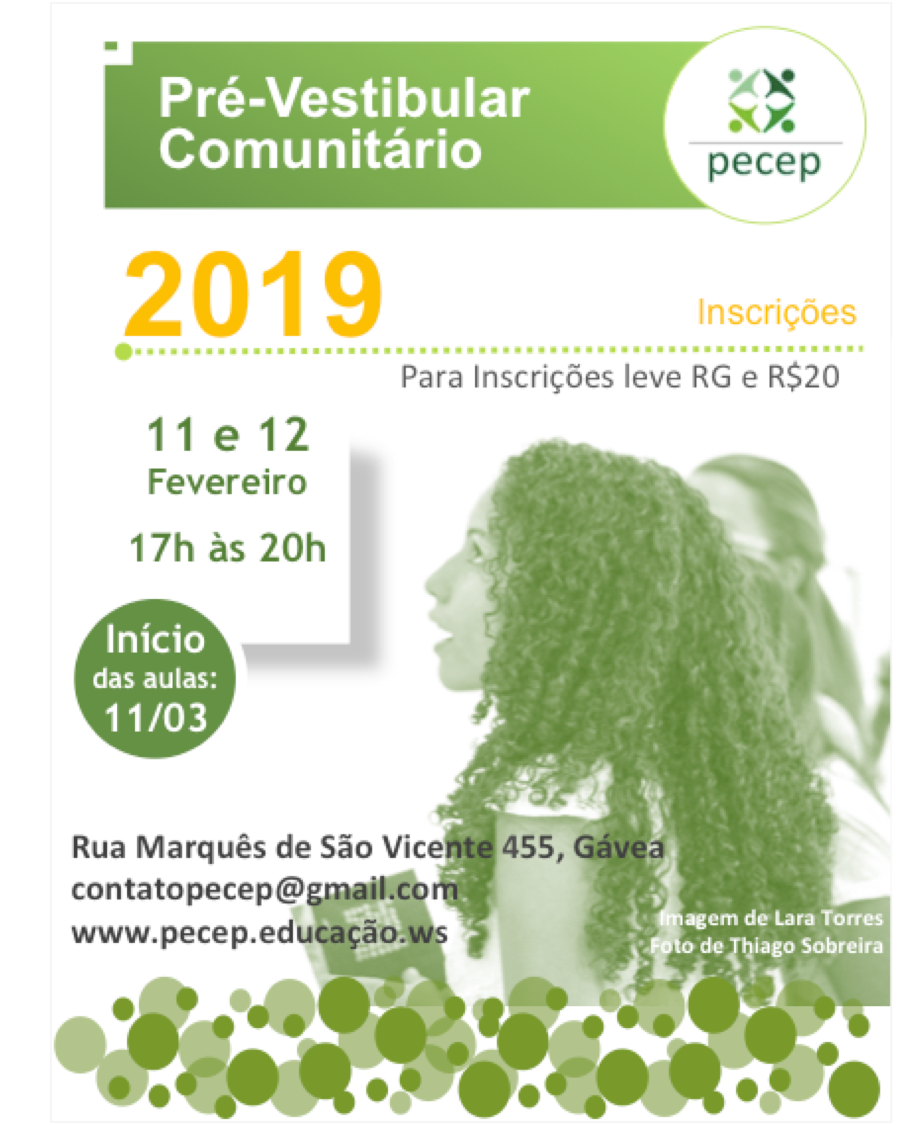 Pré-Vestibular
Comunitário
pecep
2019
Inscrições
Para Inscrições leve RG e R$20
11 e 12
Fevereiro
17h às 20h
Início
das aulas:
11/03
Rua Marquês de São Vicente 455, Gávea
contatopecep@gmail.com
www.pecep.educação.ws
Imagem de Lara Torres
Foto de Thiago Sobreira